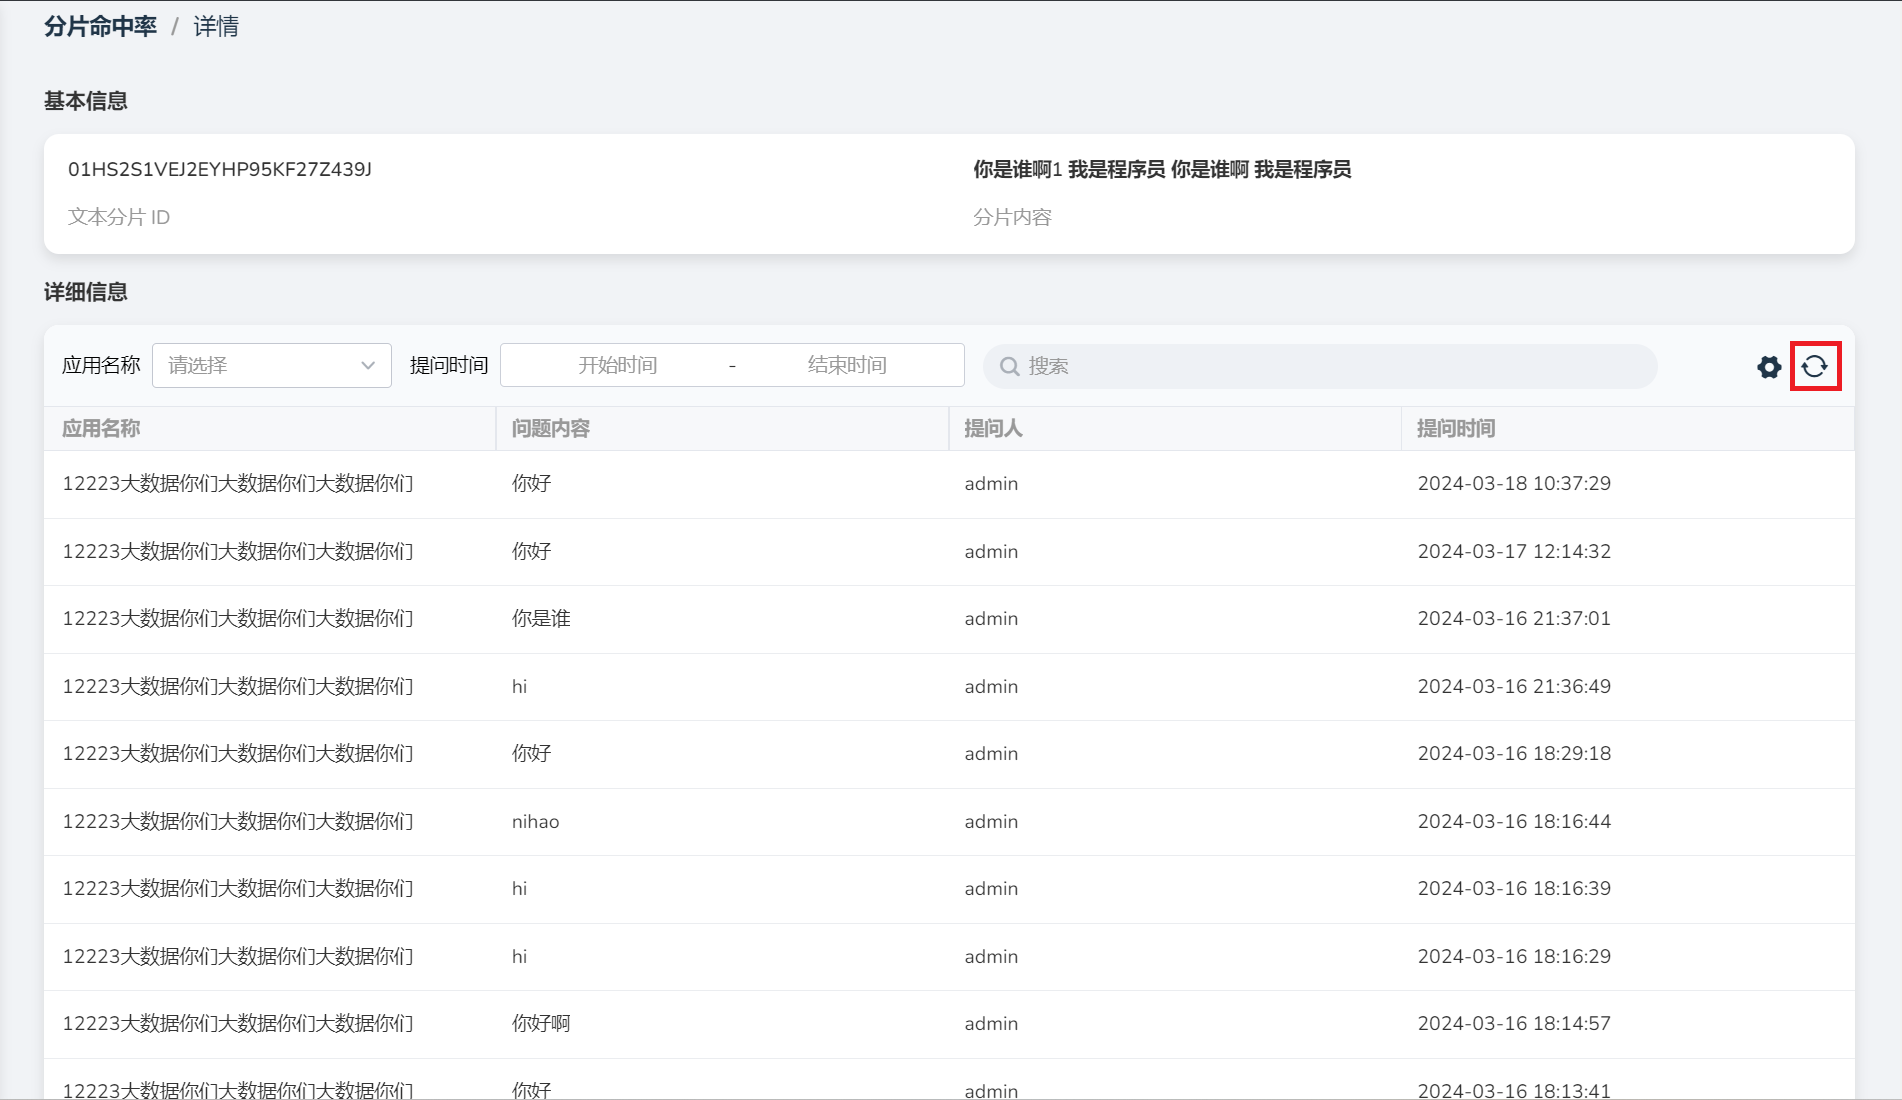 分片命中率 / 详情
基本信息
01HS2S1VEJ2EYHP95KF27Z439J 你是谁啊1 我是程序员 你是谁啊 我是程序员
文本分片 ID 分片内容
详细信息
应用名称 请选择 提问时间 开始时间 - 结束时间 搜索
应用名称 问题内容 提问人 提问时间
12223大数据你们大数据你们大数据你们 你好 admin 2024-03-18 10:37:29
12223大数据你们大数据你们大数据你们 你好 admin 2024-03-17 12:14:32
12223大数据你们大数据你们大数据你们 你是谁 admin 2024-03-16 21:37:01
12223大数据你们大数据你们大数据你们 hi admin 2024-03-16 21:36:49
12223大数据你们大数据你们大数据你们 你好 admin 2024-03-16 18:29:18
12223大数据你们大数据你们大数据你们 nihao admin 2024-03-16 18:16:44
12223大数据你们大数据你们大数据你们 hi admin 2024-03-16 18:16:39
12223大数据你们大数据你们大数据你们 hi admin 2024-03-16 18:16:29
12223大数据你们大数据你们大数据你们 你好啊 admin 2024-03-16 18:14:57
12223大数据你们大数据你们大数据你们 你好 admin 2024-03-16 18:13:41